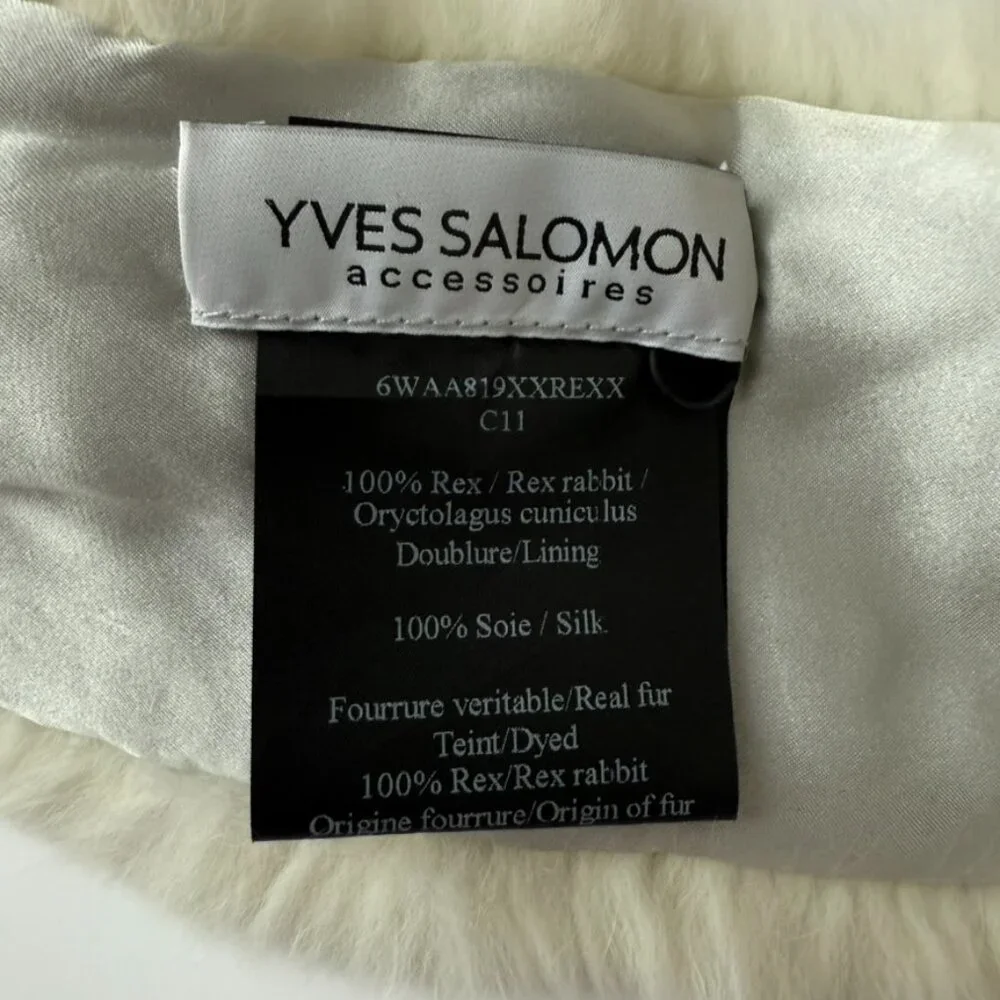 YVES SALOMON
accessoires
6WAA819XXREXX
C11
100% Rex / Rex rabbit /
Oryctolagus cuniculus
Doublure/Lining
100% Soie / Silk
Fourrure veritable/Real fur
Teint/Dyed
100% Rex/Rex rabbit
Origine fourrure/Origin of fur